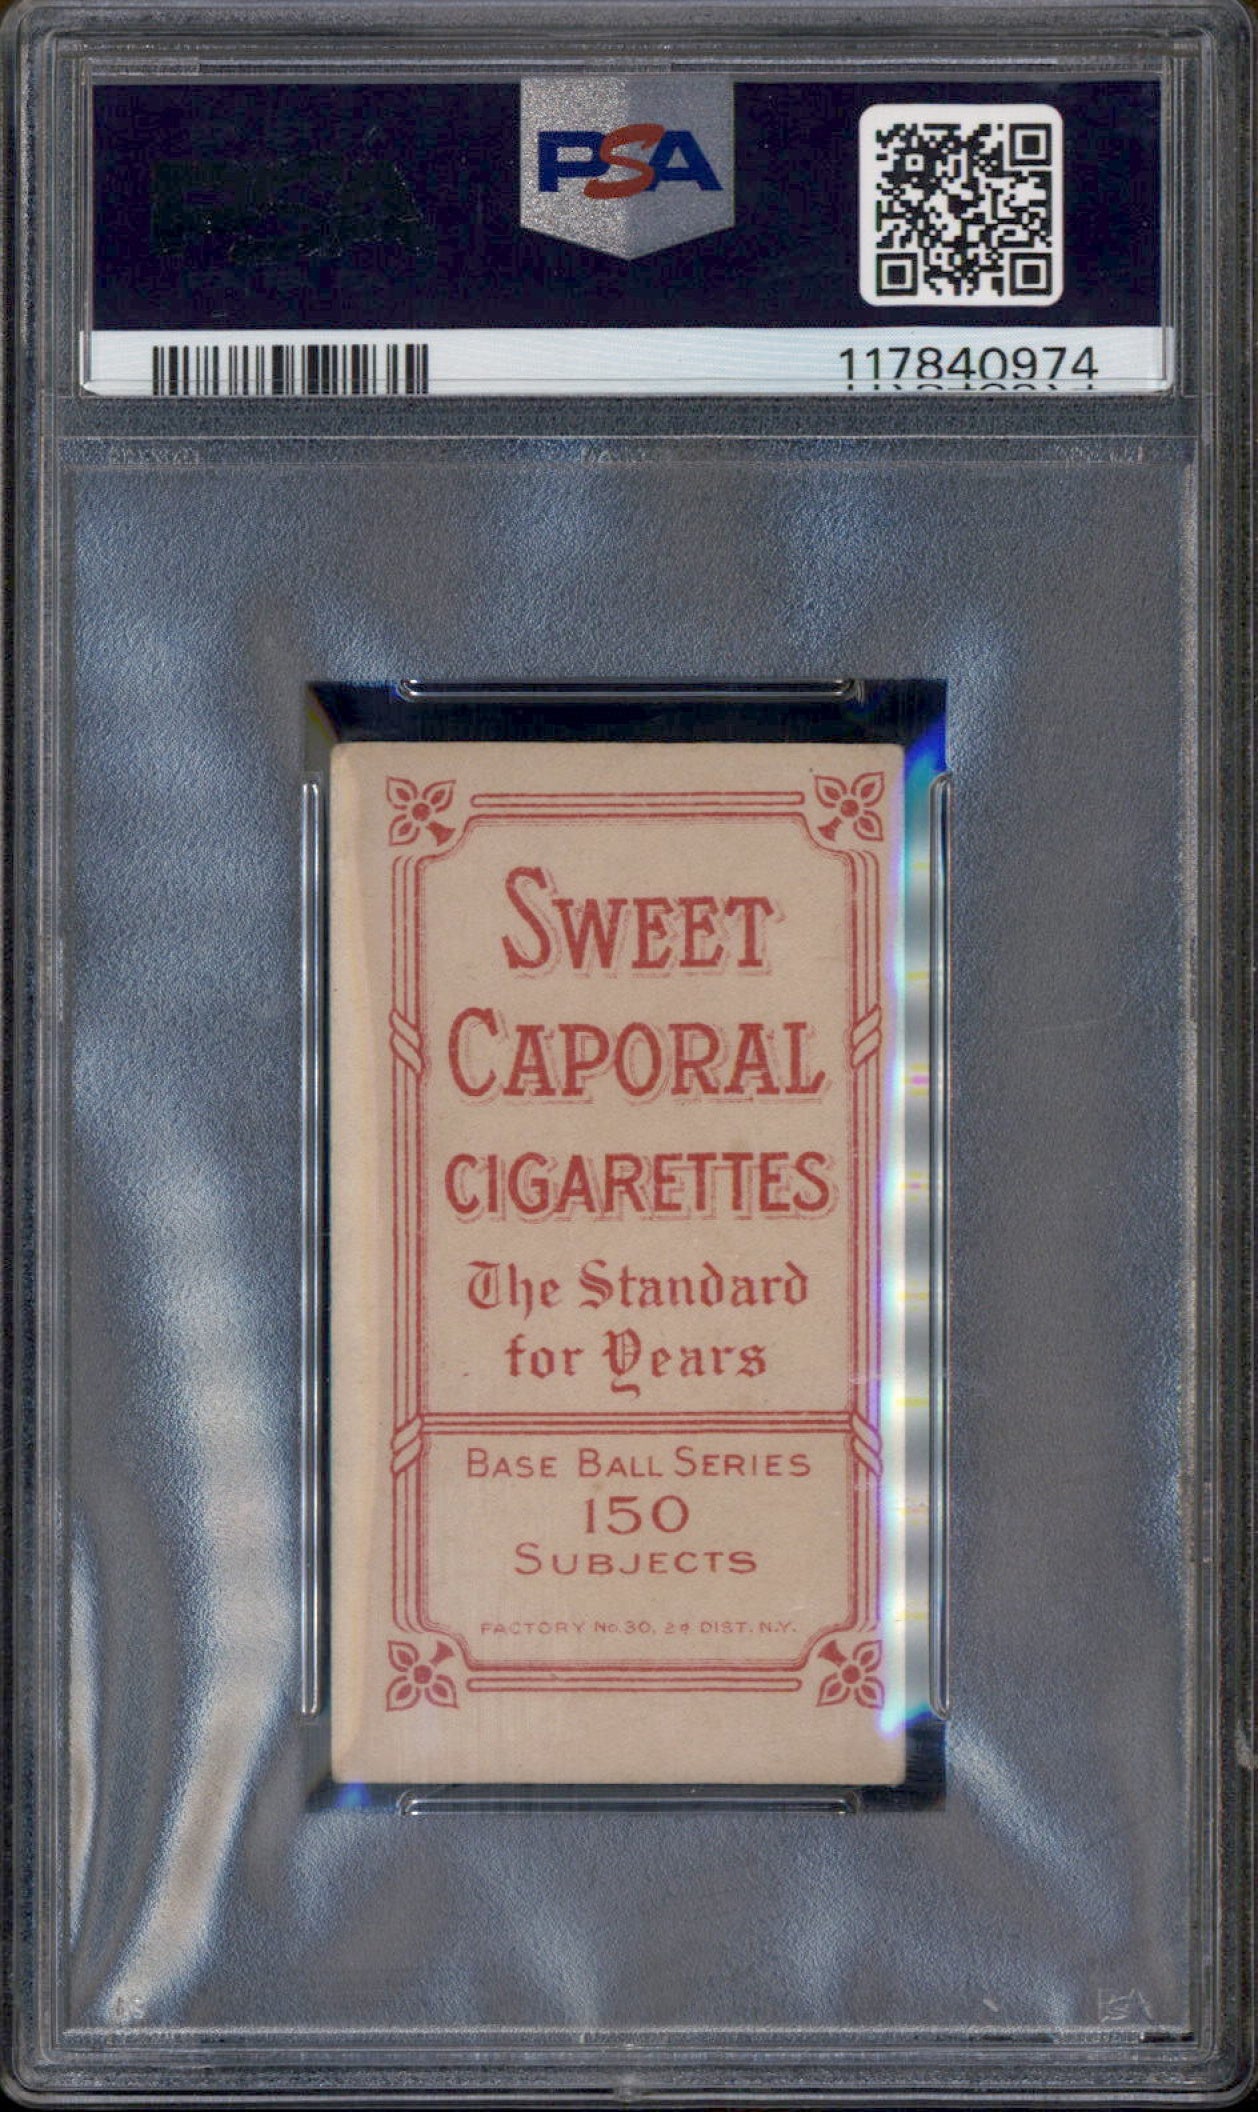 PSA
117840974
SWEET
CAPORAL
CIGARETTES
The Standard
for Years
BASE BALL SERIES
150
SUBJECTS
FACTORY No. 30, 2d DIST. N.Y.
PSA